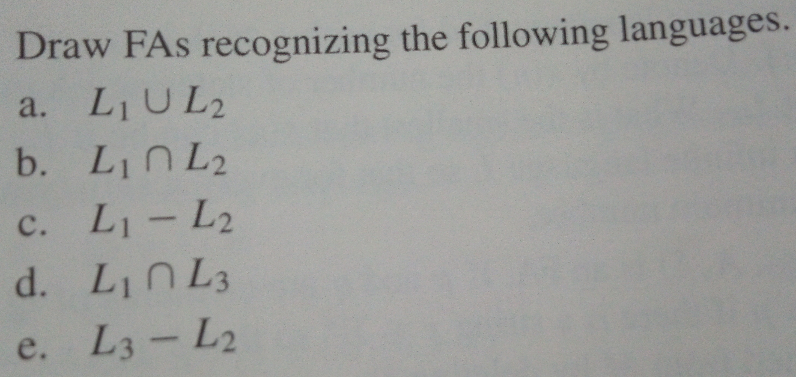 Draw FAs recognizing the following languages.
a. L₁ ∪ L₂
b. L₁ ∩ L₂
c. L₁ − L₂
d. L₁ ∩ L₃
e. L₃ − L₂